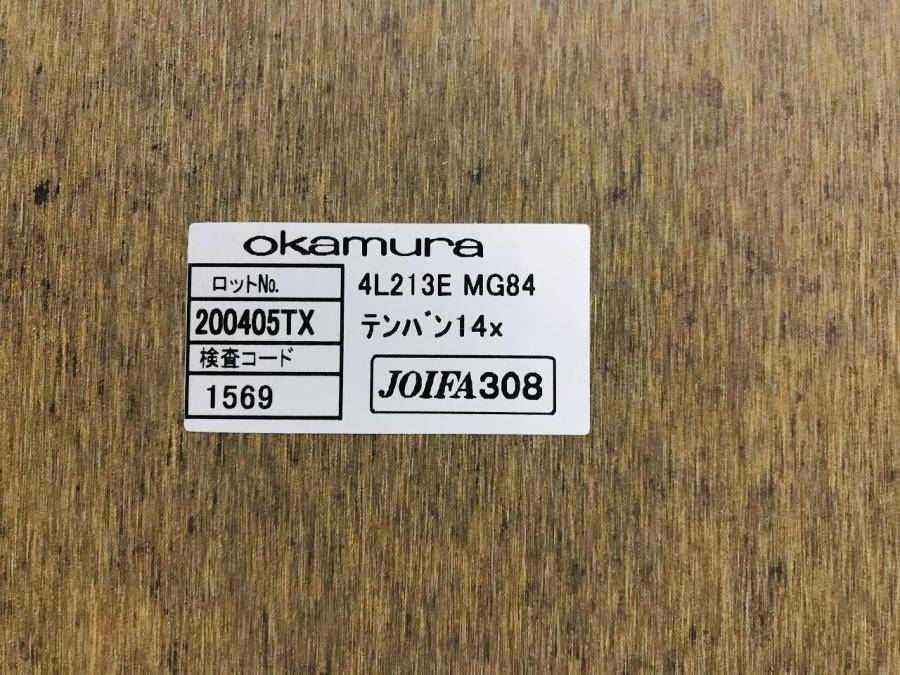 okamura
ロットNo.
200405TX
検査コード
1569
4L213E MG84
テンバン14x
JOIFA308